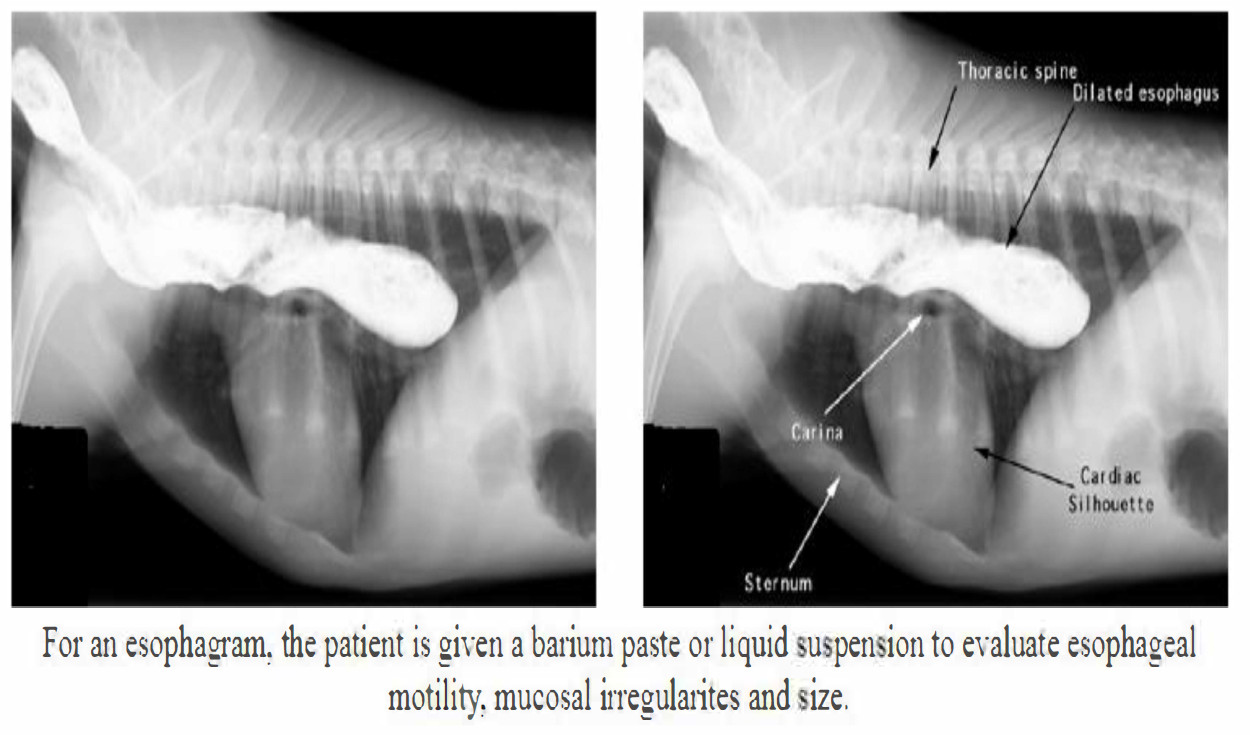 Thoracic spine
Dilated esophagus
Carina
Cardiac
Silhouette
Sternum
For an esophagram, the patient is given a barium paste or liquid suspension to evaluate esophageal
motility, mucosal irregularites and size.